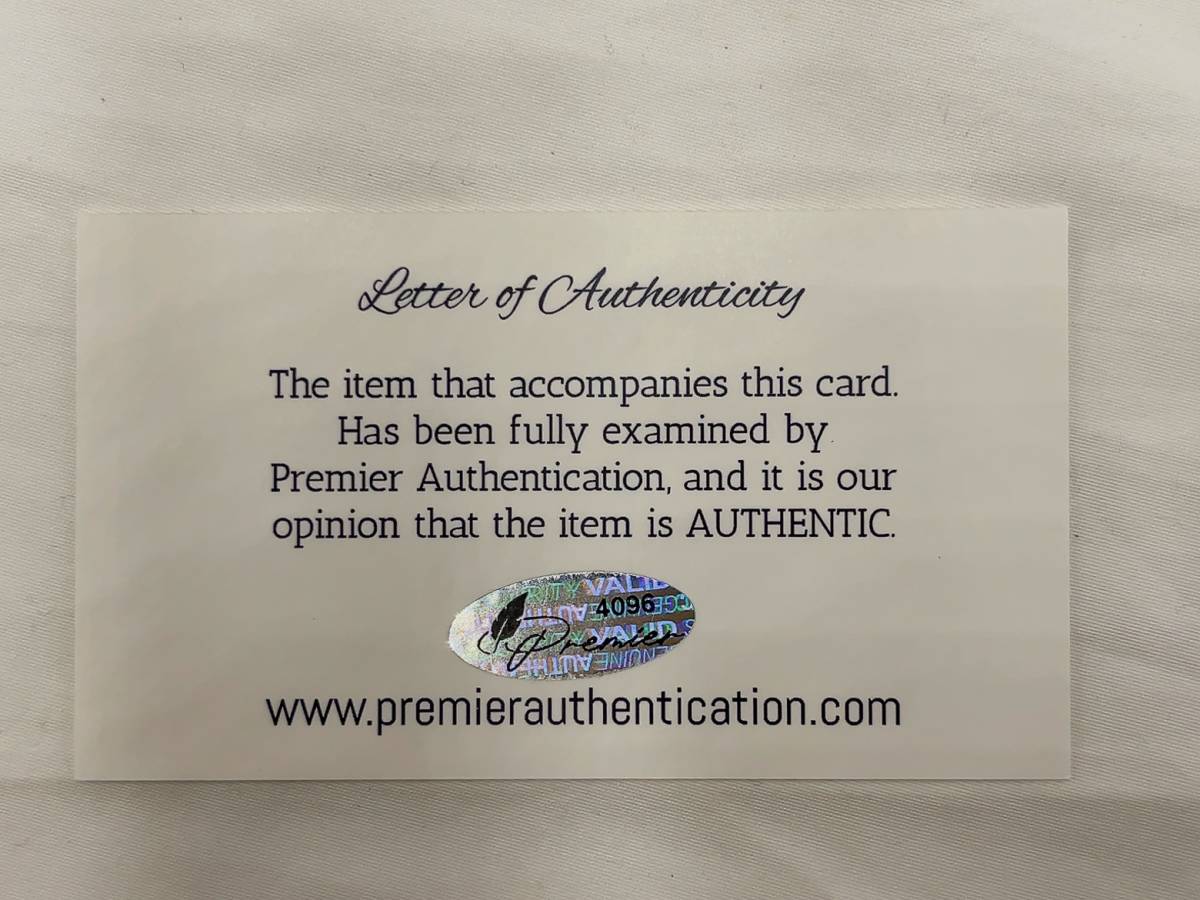 Letter of Authenticity
The item that accompanies this card.
Has been fully examined by
Premier Authentication, and it is our
opinion that the item is AUTHENTIC.
4096
Premier
www.premierauthentication.com